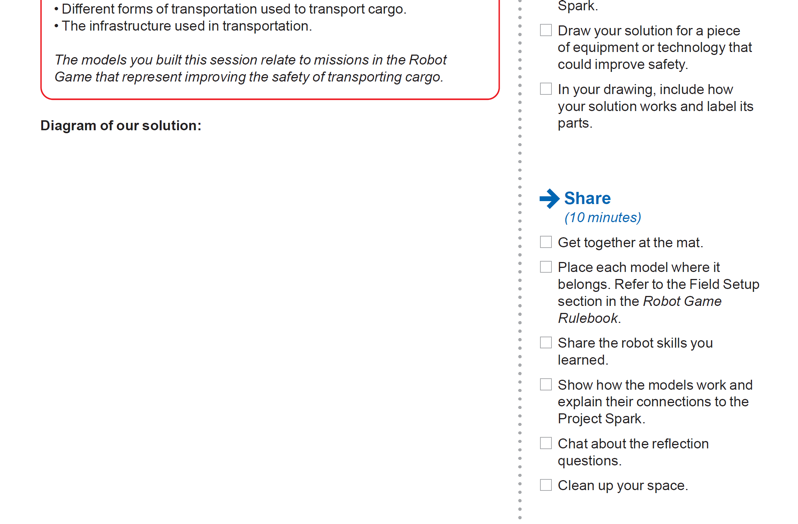 • Different forms of transportation used to transport cargo.
• The infrastructure used in transportation.
The models you built this session relate to missions in the Robot
Game that represent improving the safety of transporting cargo.
Diagram of our solution:
Spark.
Draw your solution for a piece
of equipment or technology that
could improve safety.
In your drawing, include how
your solution works and label its
parts.
Share
(10 minutes)
Get together at the mat.
Place each model where it
belongs. Refer to the Field Setup
section in the Robot Game
Rulebook.
Share the robot skills you
learned.
Show how the models work and
explain their connections to the
Project Spark.
Chat about the reflection
questions.
Clean up your space.